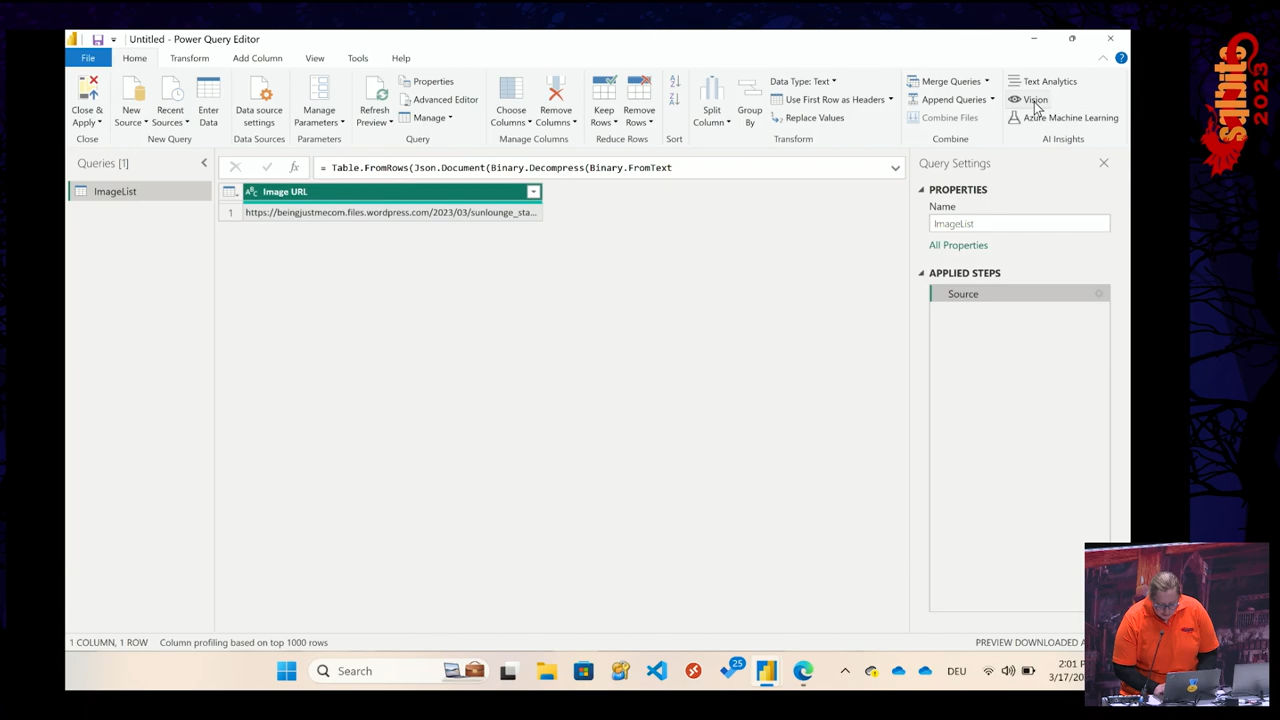 Untitled - Power Query Editor
File
Home
Transform
View
Add Column
Tools
Help
Close & Apply
Close
New Source
Recent Sources
Enter Data
New Query
Data source settings
Data Sources
Manage Parameters
Parameters
Refresh Preview
Properties
Advanced Editor
Manage
Query
Choose Columns
Remove Columns
Manage Columns
Keep Rows
Remove Rows
Reduce Rows
Sort
Split Column
Group By
Data Type: Text
Use First Row as Headers
Replace Values
Transform
Merge Queries
Append Queries
Combine Files
Combine
Text Analytics
Vision
Azure Machine Learning
AI Insights
Queries [1]
ImageList
= Table.FromRows(Json.Document(Binary.Decompress(Binary.FromText
Image URL
1 https://beingjustmecom.files.wordpress.com/2023/03/sunlounge_sta...
Query Settings
PROPERTIES
Name
ImageList
All Properties
APPLIED STEPS
Source
1 COLUMN, 1 ROW
Column profiling based on top 1000 rows
PREVIEW DOWNLOADED A
Search
25
DEU
2:01
3/17/20
sqlbits
2023